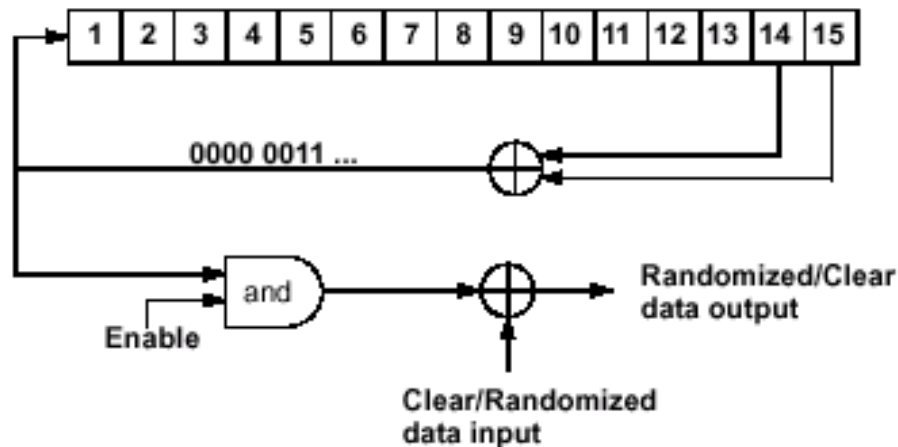 1 2 3 4 5 6 7 8 9 10 11 12 13 14 15
0000 0011 ...
and
Enable
Randomized/Clear
data output
Clear/Randomized
data input